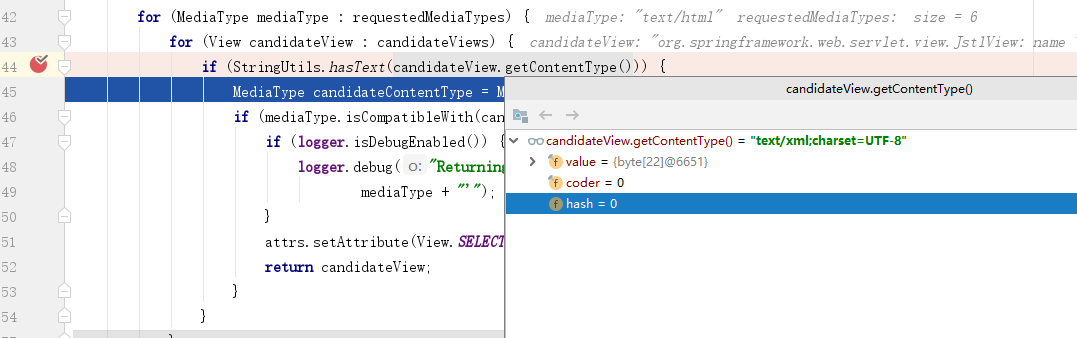 42 for (MediaType mediaType : requestedMediaTypes) { mediaType: "text/html" requestedMediaTypes: size = 6
43 for (View candidateView : candidateViews) { candidateView: "org.springframework.web.servlet.view.JstlView: name
44 if (StringUtils.hasText(candidateView.getContentType())) {
45 MediaType candidateContentType = M
46 if (mediaType.isCompatibleWith(can
47 if (logger.isDebugEnabled()) {
48 logger.debug( o: "Returning
49 mediaType + "'");
50 }
51 attrs.setAttribute(View.SELECT
52 return candidateView;
53 }
54 }
candidateView.getContentType()
candidateView.getContentType() = "text/xml;charset=UTF-8"
f value = {byte[22]@6651}
f coder = 0
f hash = 0